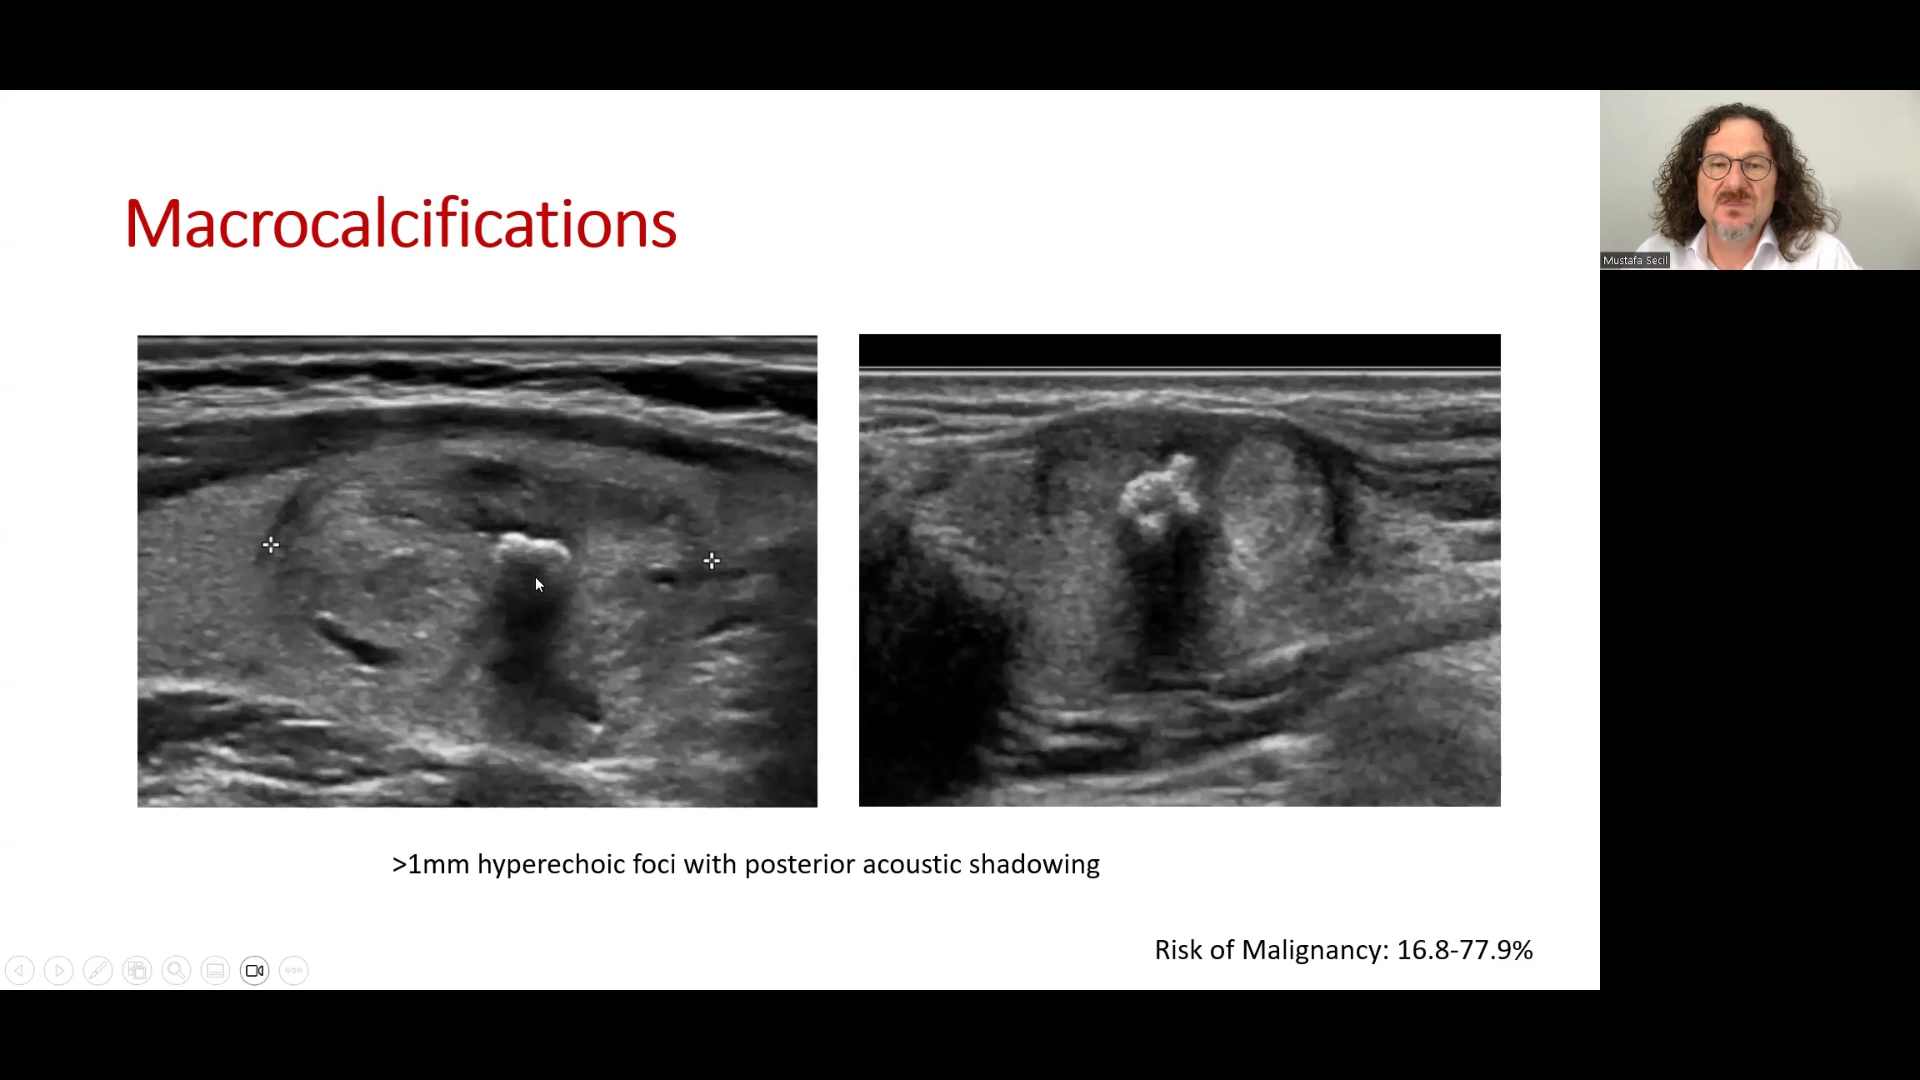 Macrocalcifications
Mustafa Secil
>1mm hyperechoic foci with posterior acoustic shadowing
Risk of Malignancy: 16.8-77.9%